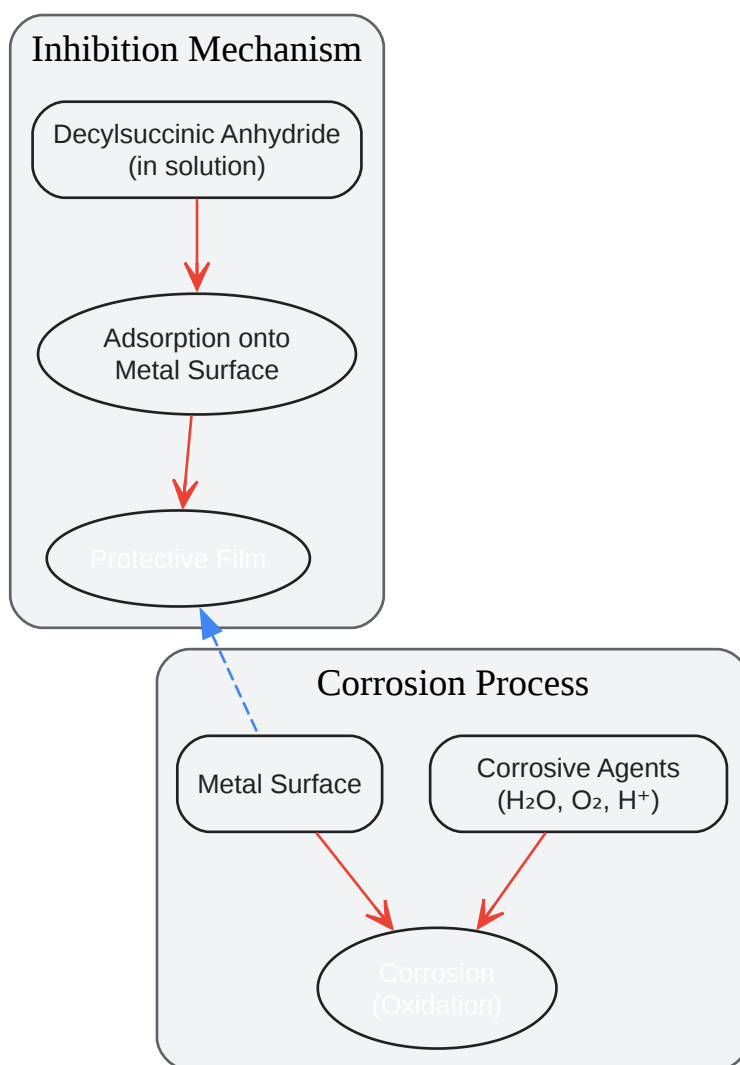 Inhibition Mechanism
Decylsuccinic Anhydride
(in solution)
Adsorption onto
Metal Surface
Protective Film
Corrosion Process
Metal Surface
Corrosive Agents
(H₂O, O₂, H⁺)
Corrosion
(Oxidation)